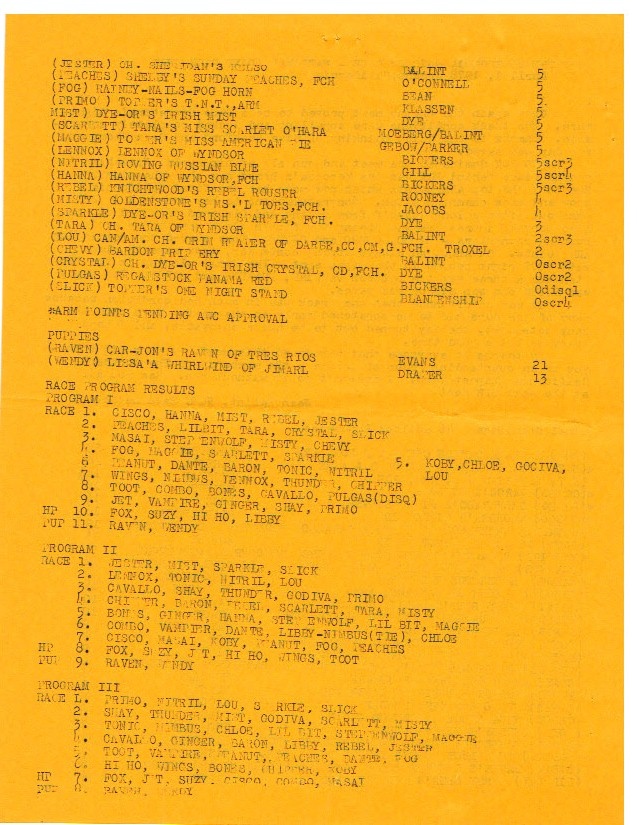 (JESTER) CH. SHERIDAN'S KELSO BALINT 5
(PEACHES) SHELBY'S SUNDAY PEACHES, FCH O'CONNELL 5
(FOG) RAINEY-NAILS-FOG HORN BEAN 5
(PRIMO) TOPPER'S T.N.T.,ARM KLASSEN 5
MIST) DYE-OR'S IRISH MIST DYE 5
(SCARLETT) TARA'S MISS SCARLET O'HARA MOEBERG/BALINT 5
(MAGGIE) TOPPER'S MISS AMERICAN PIE GEBOW/PARKER 5
(LENNOX) LENNOX OF WYNDSOR BICKERS 5scr3
(NITRIL) ROVING RUSSIAN BLUE GILL 5scr4
(HANNA) HANNA OF WYNDSOR,FCH BICKERS 5scr3
(REBEL) KNIGHTWOOD'S REBEL ROUSER ROONEY 4
(MISTY) GOLDENSTONE'S MS.'L TOES,FCH. JACOBS 4
(SPARKLE) DYE-OR'S IRISH SPARKLE, FCH. DYE 3
(TARA) CH. TARA OF WYNDSOR BALINT 2scr3
(LOU) CAN/AM. CH. GRIM REAPER OF DARBE,CC,CM,G.FCH. TROXEL 2
(CHEVY) BARDON PRIPERY BALINT 0scr2
(CRYSTAL) CH. DYE-OR'S IRISH CRYSTAL, CD,FCH. DYE 0scr2
(PULGAS) REGALSTOCK PANAMA RED BICKERS 0disq1
(SLICK) TOPPER'S ONE NIGHT STAND BLANKENSHIP 0scr4
*ARM POINTS PENDING AWC APPROVAL
PUPPIES
(RAVEN) CAR-JON'S RAVEN OF TRES RIOS EVANS 21
(WENDY) LISSA'A WHIRLWIND OF JIMARL DRAPER 13
RACE PROGRAM RESULTS
PROGRAM I
RACE 1. CISCO, HANNA, MIST, REBEL, JESTER
2. PEACHES, LILBIT, TARA, CRYSTAL, SLICK
3. MASAI, STEPPENWOLF, MISTY, CHEVY
4. FOG, MAGGIE, SCARLETT, SPARKLE
5. KOBY,CHLOE, GODIVA, LOU
6 PEANUT, DANTE, BARON, TONIC, NITRIL
7. WINGS, NIMBUS, LENNOX, THUNDER, CHIPPER
8. TOOT, COMBO, BONES, CAVALLO, PULGAS(DISQ)
9. JET, VAMPIRE, GINGER, SHAY, PRIMO
HP 10. FOX, SUZY, HI HO, LIBBY
PUP 11. RAVEN, WENDY
PROGRAM II
RACE 1. JESTER, MIST, SPARKLE, SLICK
2. LENNOX, TONIC, NITRIL, LOU
3. CAVALLO, SHAY, THUNDER, GODIVA, PRIMO
4. CHIPPER, BARON, REBEL, SCARLETT, TARA, MISTY
5. BONES, GINGER, HANNA, STEPPENWOLF, LIL BIT, MAGGIE
6. COMBO, VAMPIER, DANTE, LIBBY-NIMBUS(TIE), CHLOE
7. CISCO, MASAI, KOBY, PEANUT, FOG, PEACHES
HP 8. FOX, SUZY, JET, HI HO, WINGS, TOOT
PUP 9. RAVEN, WENDY
PROGRAM III
RACE L. PRIMO, NITRIL, LOU, SPARKLE, SLICK
2. SHAY, THUNDER, MIST, GODIVA, SCARLETT, MISTY
3. TONIC, NIMBUS, CHLOE, LIL BIT, STEPPENWOLF, MAGGIE
4. CAVALLO, GINGER, BARON, LIBBY, REBEL, JESTER
5. TOOT, VAMPIRE, PEANUT, PEACHES, DANTE, FOG
6. HI HO, WINGS, BONES, CHIPPER, KOBY
HP 7. FOX, JET, SUZY, CISCO, COMBO, MASAI
PUP 8. RAVEN, WENDY